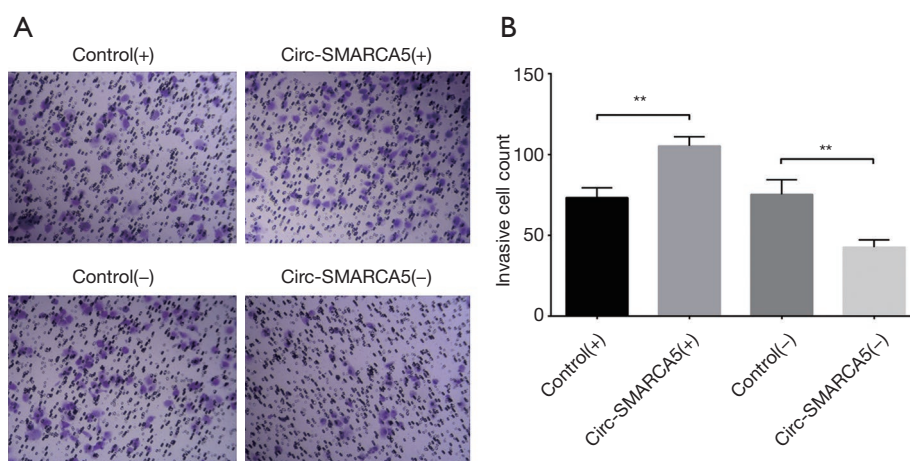 A
Control(+)
Circ-SMARCA5(+)
Control(–)
Circ-SMARCA5(–)
B
Invasive cell count
150
100
50
0
**
**
Control(+)
Circ-SMARCA5(+)
Control(–)
Circ-SMARCA5(–)